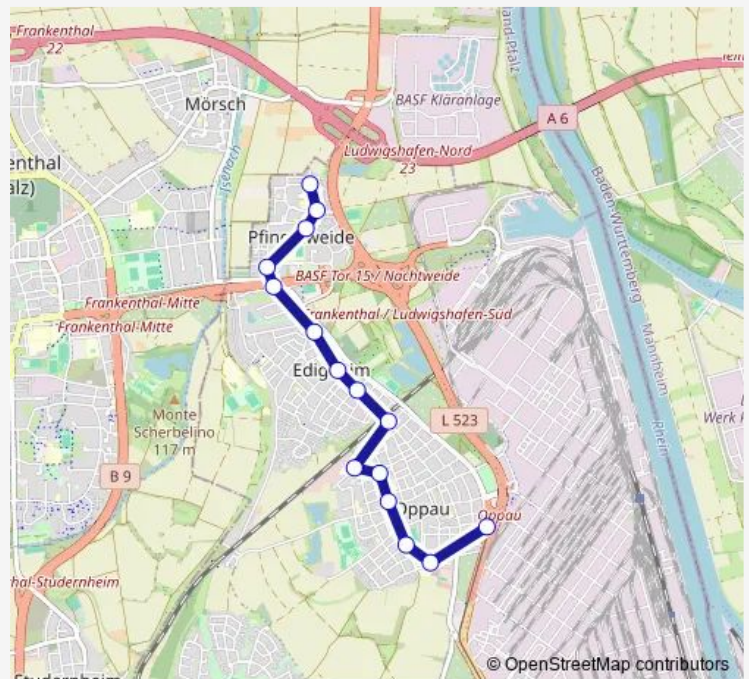 Frankenthal
22
Mörsch
BASF Kläranlage
A 6
Ludwigshafen-Nord
23
enthal
alz)
Isenach
Baden-Württemberg
BASF Tor 15 / Nachtweide
Frankenthal-Mitte
Frankenthal-Mitte
Frankenthal / Ludwigshafen-Süd
Mannheim
Rhein
Monte
Scherbelino
117 m
L 523
Werk
B 9
Oppau
Oppau
hal-Studernheim
Studernheim
© OpenStreetMap contributors